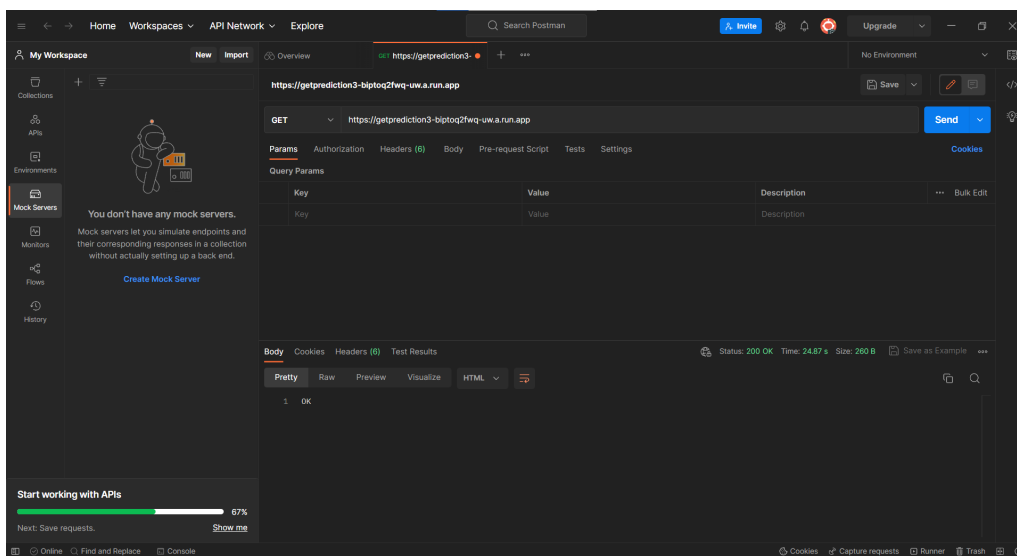 Home Workspaces API Network Explore Search Postman Invite Upgrade
My Workspace New Import Overview GET https://getprediction3- No Environment
Collections
APIs
Environments
Mock Servers
Monitors
Flows
History
You don't have any mock servers.
Mock servers let you simulate endpoints and
their corresponding responses in a collection
without actually setting up a back end.
Create Mock Server
Start working with APIs
67%
Next: Save requests. Show me
https://getprediction3-biptoq2fwq-uw.a.run.app Save
GET https://getprediction3-biptoq2fwq-uw.a.run.app Send
Params Authorization Headers (6) Body Pre-request Script Tests Settings Cookies
Query Params
Key Value Description Bulk Edit
Key Value Description
Body Cookies Headers (6) Test Results Status: 200 OK Time: 24.87 s Size: 260 B Save as Example
Pretty Raw Preview Visualize HTML
1 OK
Online Find and Replace Console Cookies Capture requests Runner Trash